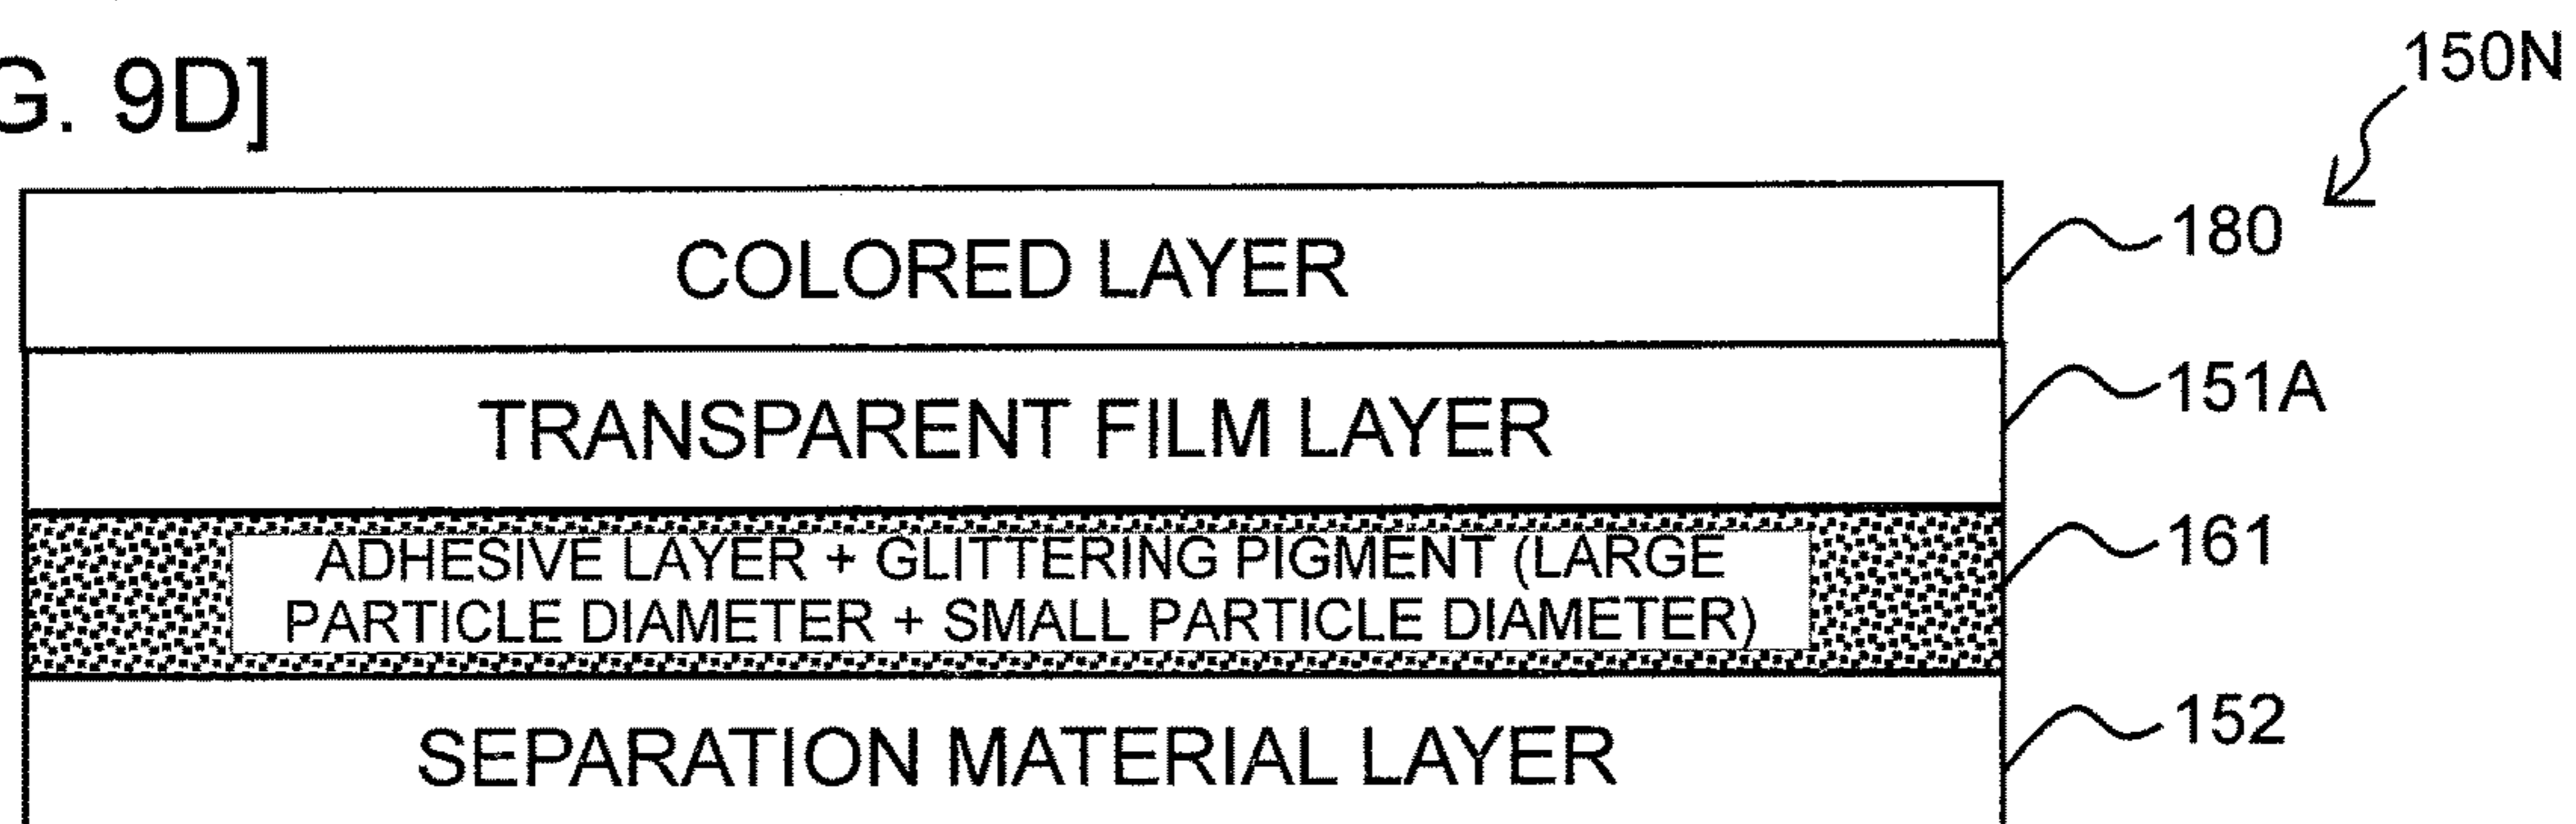 G. 9D]
150N
COLORED LAYER
180
TRANSPARENT FILM LAYER
151A
ADHESIVE LAYER + GLITTERING PIGMENT (LARGE
PARTICLE DIAMETER + SMALL PARTICLE DIAMETER)
161
SEPARATION MATERIAL LAYER
152